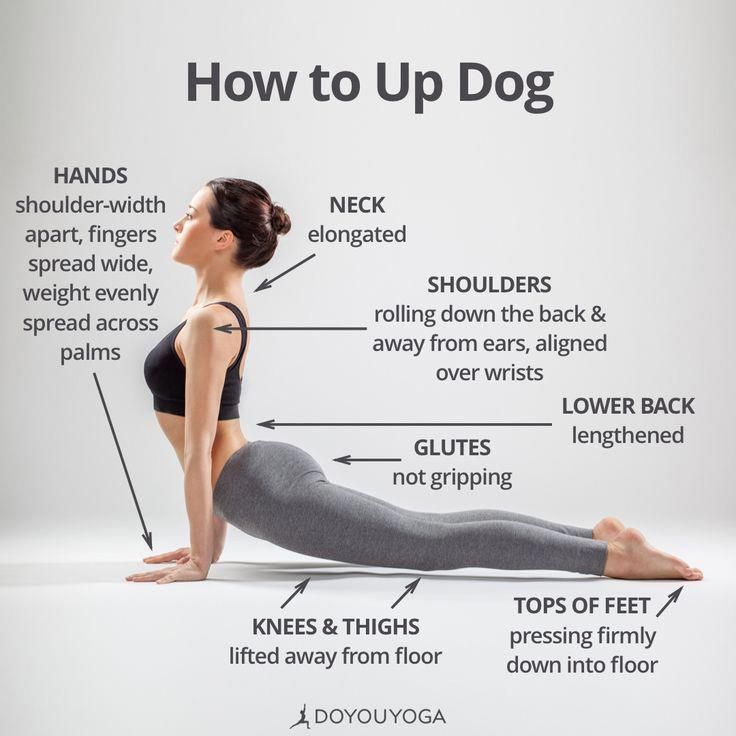 How to Up Dog
HANDS
shoulder-width
apart, fingers
spread wide,
weight evenly
spread across
palms
NECK
elongated
SHOULDERS
rolling down the back &
away from ears, aligned
over wrists
LOWER BACK
lengthened
GLUTES
not gripping
KNEES & THIGHS
lifted away from floor
TOPS OF FEET
pressing firmly
down into floor
DOYOUYOGA